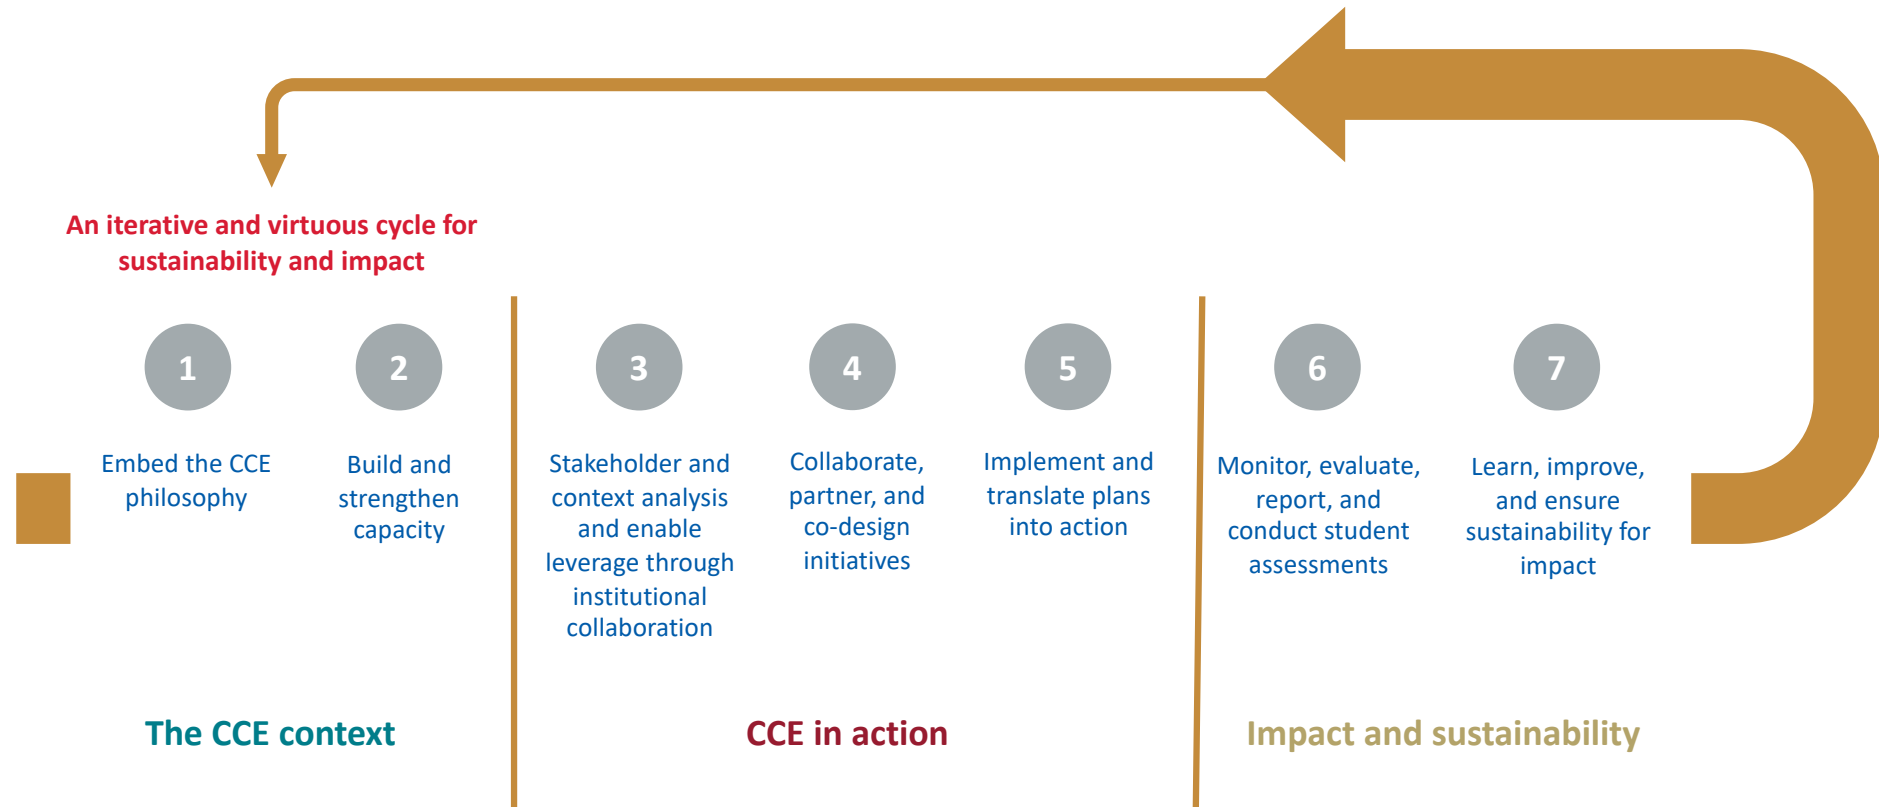 An iterative and virtuous cycle for
sustainability and impact
1
Embed the CCE
philosophy
2
Build and
strengthen
capacity
The CCE context
3
Stakeholder and
context analysis
and enable
leverage through
institutional
collaboration
4
Collaborate,
partner, and
co-design
initiatives
5
Implement and
translate plans
into action
CCE in action
6
Monitor, evaluate,
report, and
conduct student
assessments
7
Learn, improve,
and ensure
sustainability for
impact
Impact and sustainability